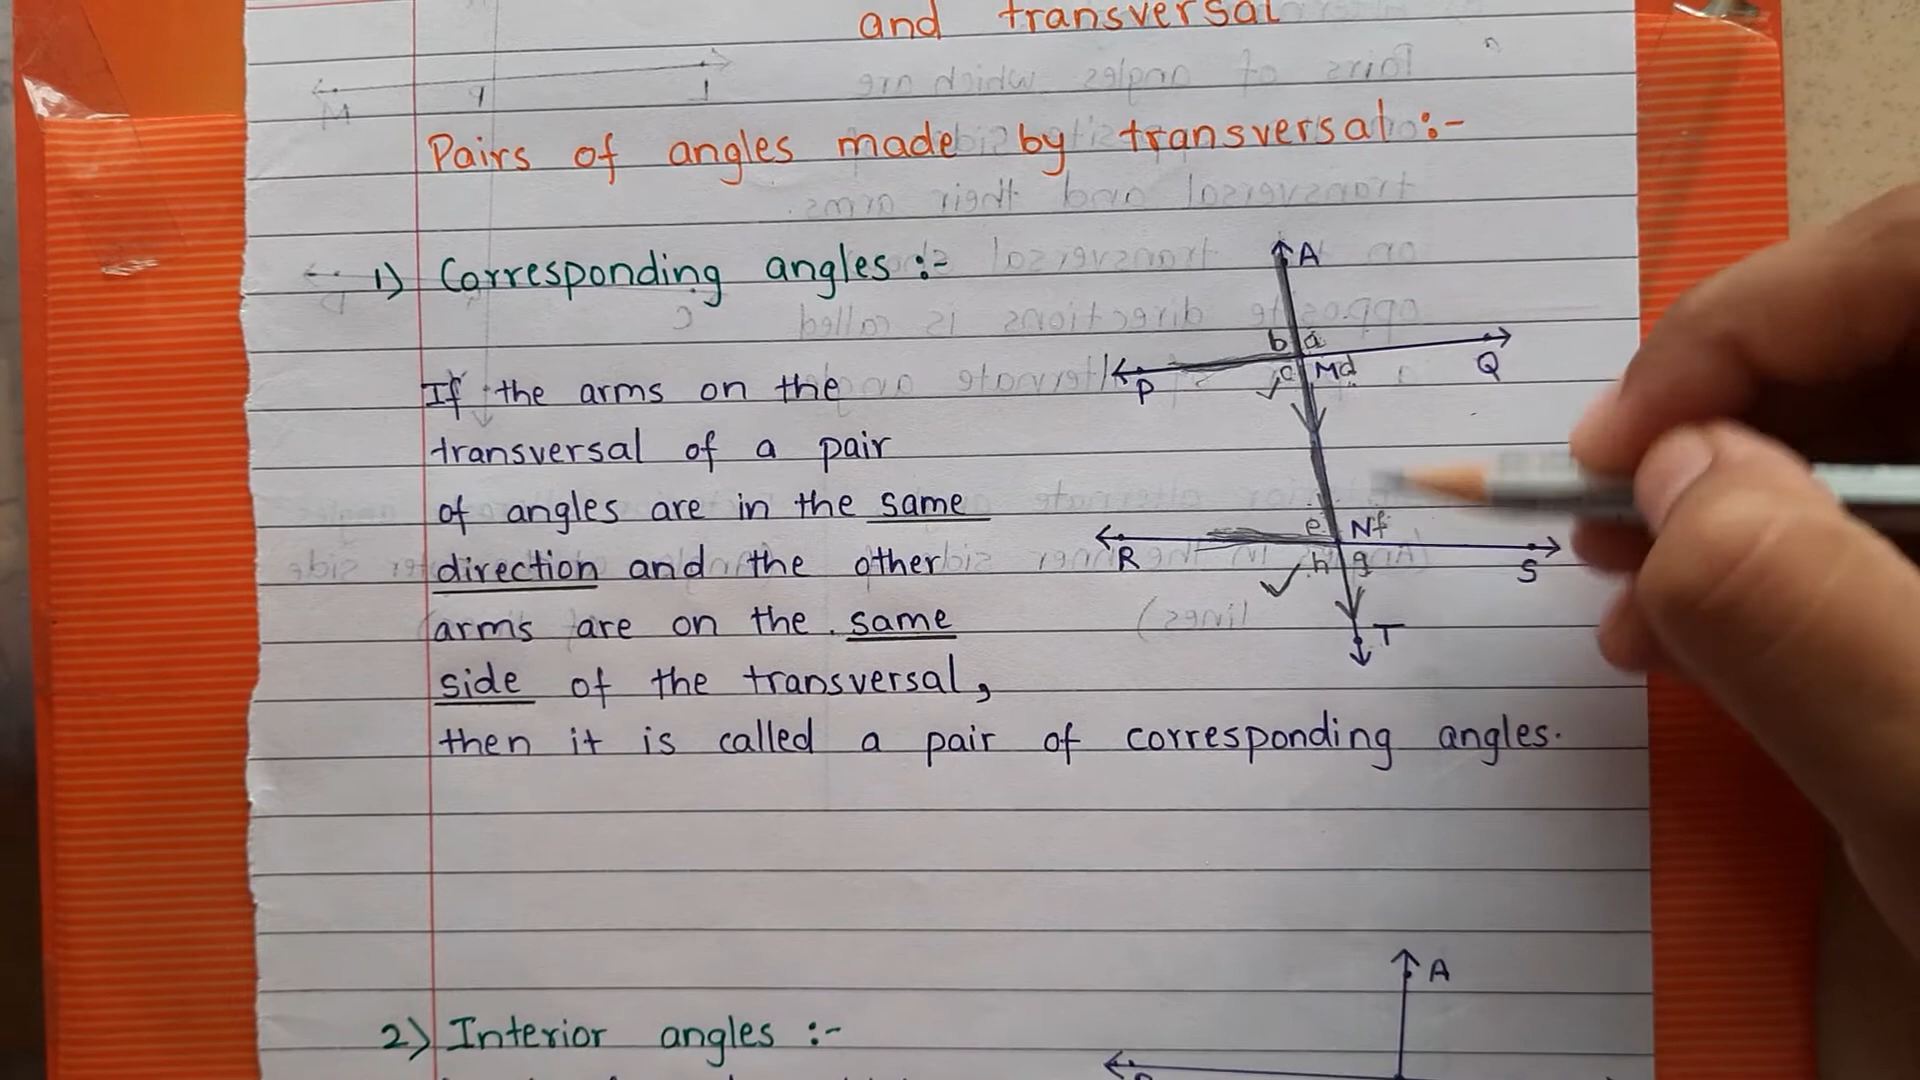 and transversal
Pairs of angles made by transversal :-
1) Corresponding angles :-
If the arms on the
transversal of a pair
of angles are in the same
direction and the other
arms are on the same
side of the transversal,
then it is called a pair of corresponding angles.
A
b a
P c M d Q
e N f
R h g S
T
2) Interior angles :-
A